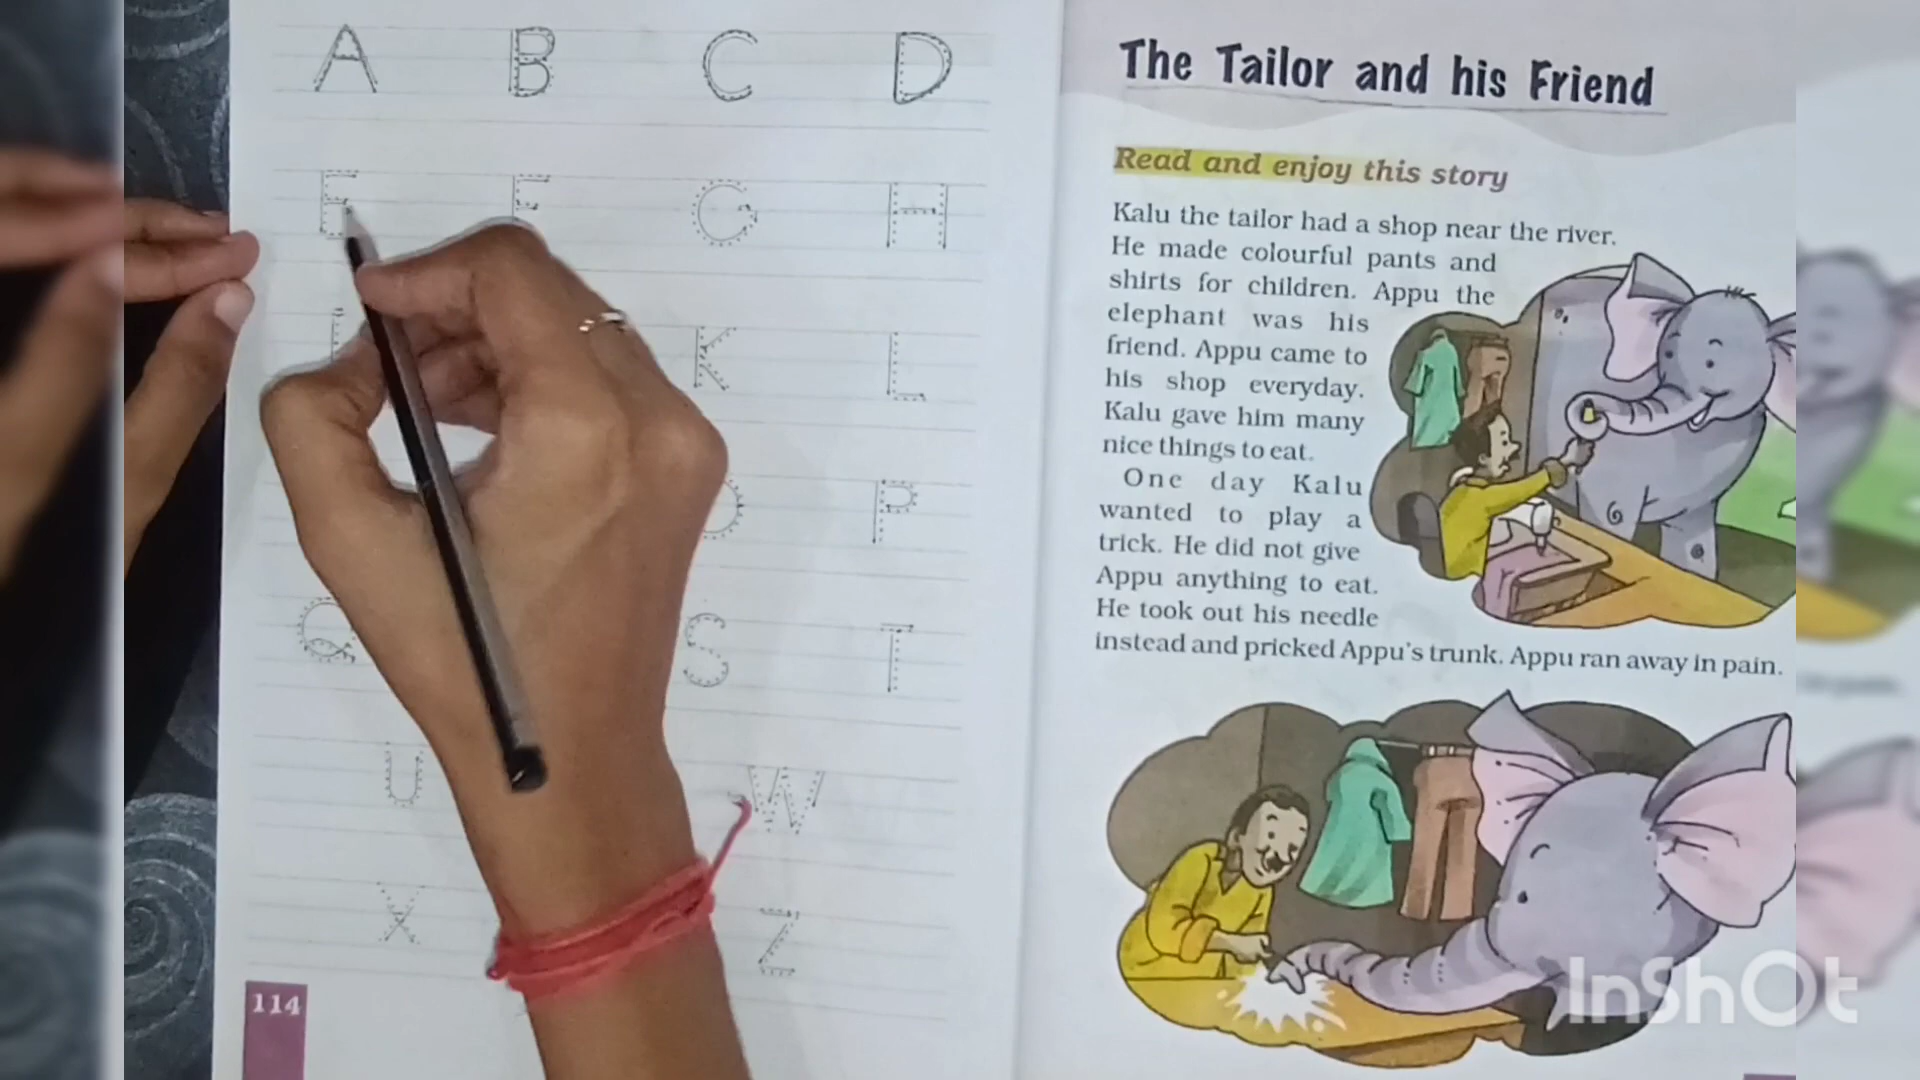 A B C D
E F G H
K L
P
Q S T
U W
X Z
114
The Tailor and his Friend
Read and enjoy this story
Kalu the tailor had a shop near the river.
He made colourful pants and
shirts for children. Appu the
elephant was his
friend. Appu came to
his shop everyday.
Kalu gave him many
nice things to eat.
One day Kalu
wanted to play a
trick. He did not give
Appu anything to eat.
He took out his needle
instead and pricked Appu's trunk. Appu ran away in pain.
InShOt